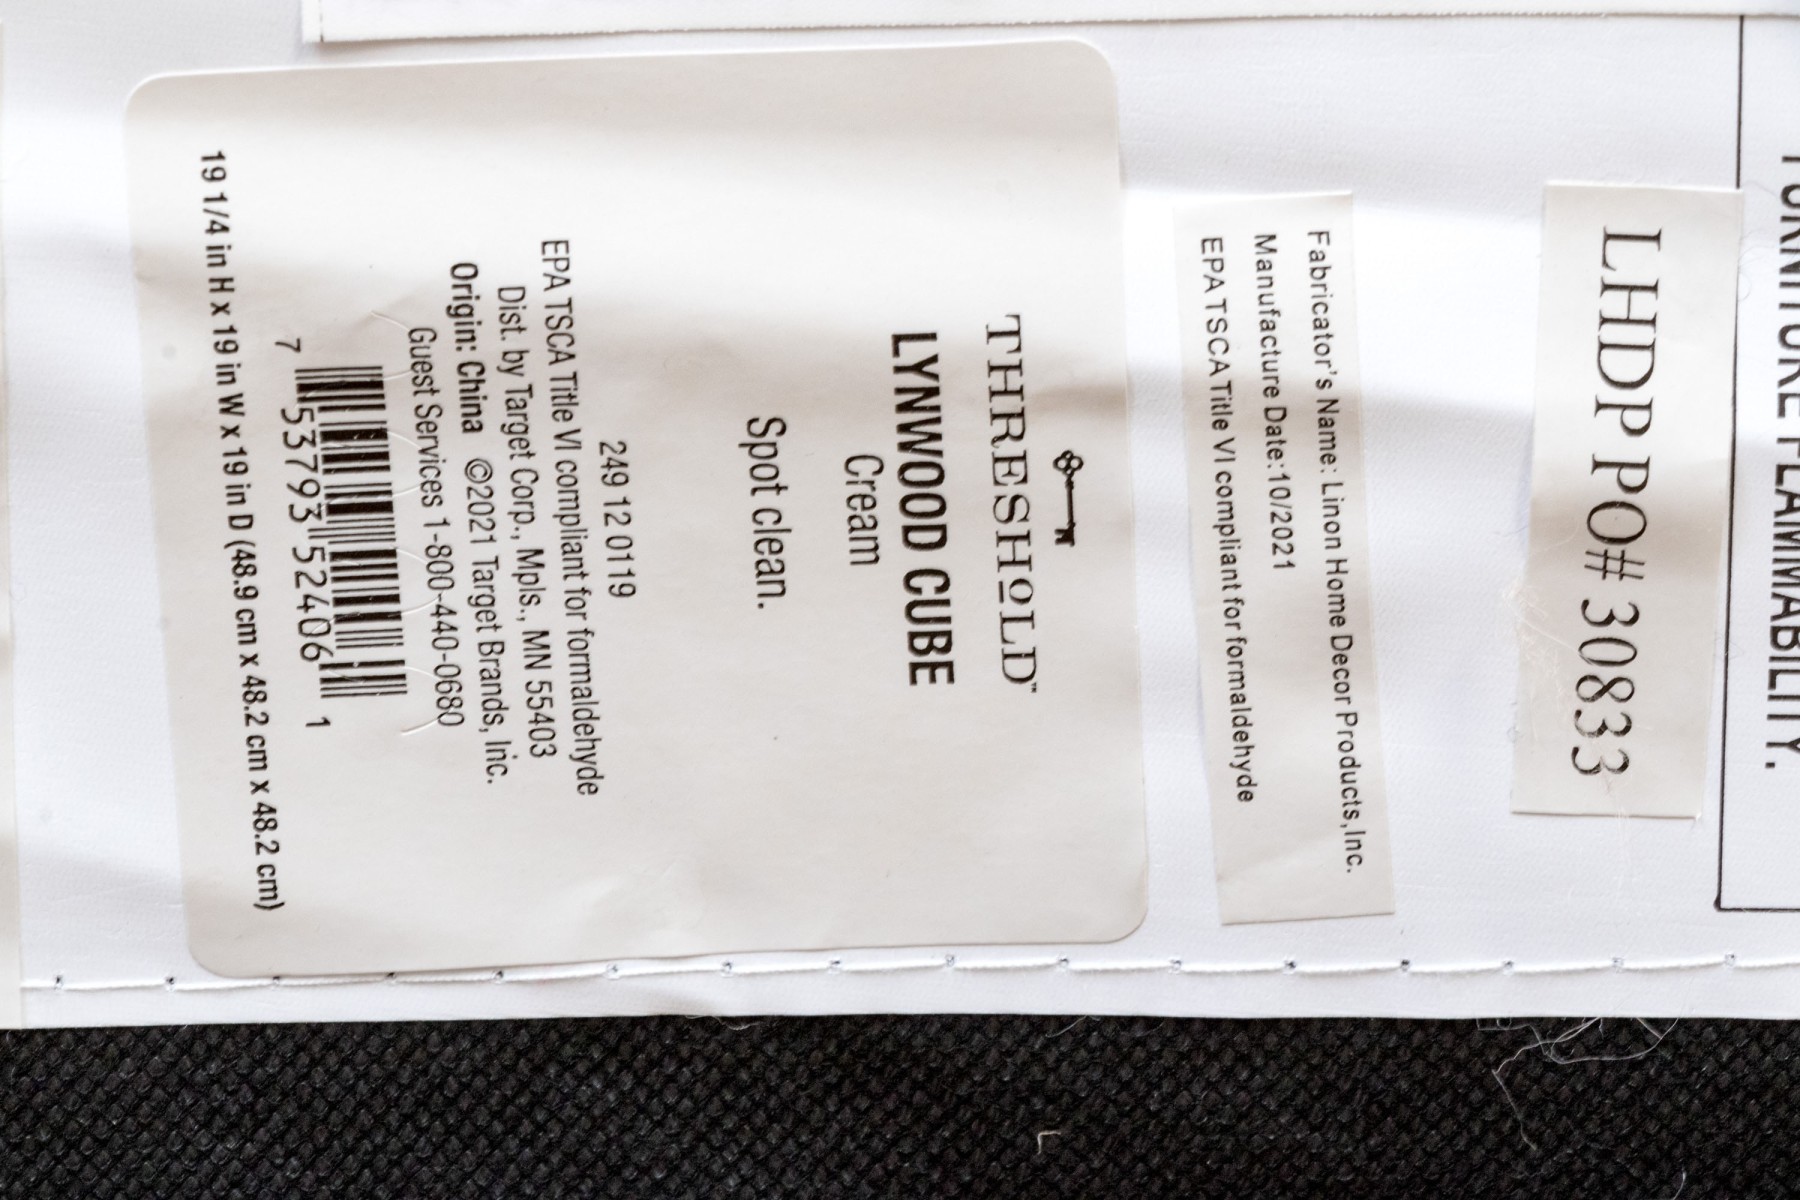 FURNITURE FLAMMABILITY.
LHDP PO# 30833
Fabricator's Name: Linon Home Decor Products,Inc.
Manufacture Date:10/2021
EPA TSCA Title VI compliant for formaldehyde
THRESHOLD™
LYNWOOD CUBE
Cream
Spot clean.
249 12 0119
EPA TSCA Title VI compliant for formaldehyde
Dist. by Target Corp., Mpls., MN 55403
Origin: China ©2021 Target Brands, Inc.
Guest Services 1-800-440-0680
7 53793 52406 1
19 1/4 in H x 19 in W x 19 in D (48.9 cm x 48.2 cm x 48.2 cm)